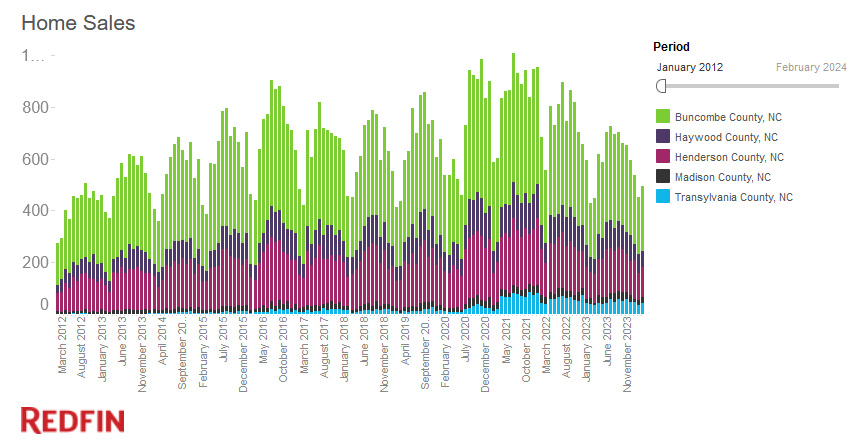 Home Sales
1…
800
600
400
200
0
March 2012
August 2012
January 2013
June 2013
November 2013
April 2014
September 20..
February 2015
July 2015
December 2015
May 2016
October 2016
March 2017
August 2017
January 2018
June 2018
November 2018
April 2019
September 20..
February 2020
July 2020
December 2020
May 2021
October 2021
March 2022
August 2022
January 2023
June 2023
November 2023
Period
January 2012 February 2024
Buncombe County, NC
Haywood County, NC
Henderson County, NC
Madison County, NC
Transylvania County, NC
REDFIN